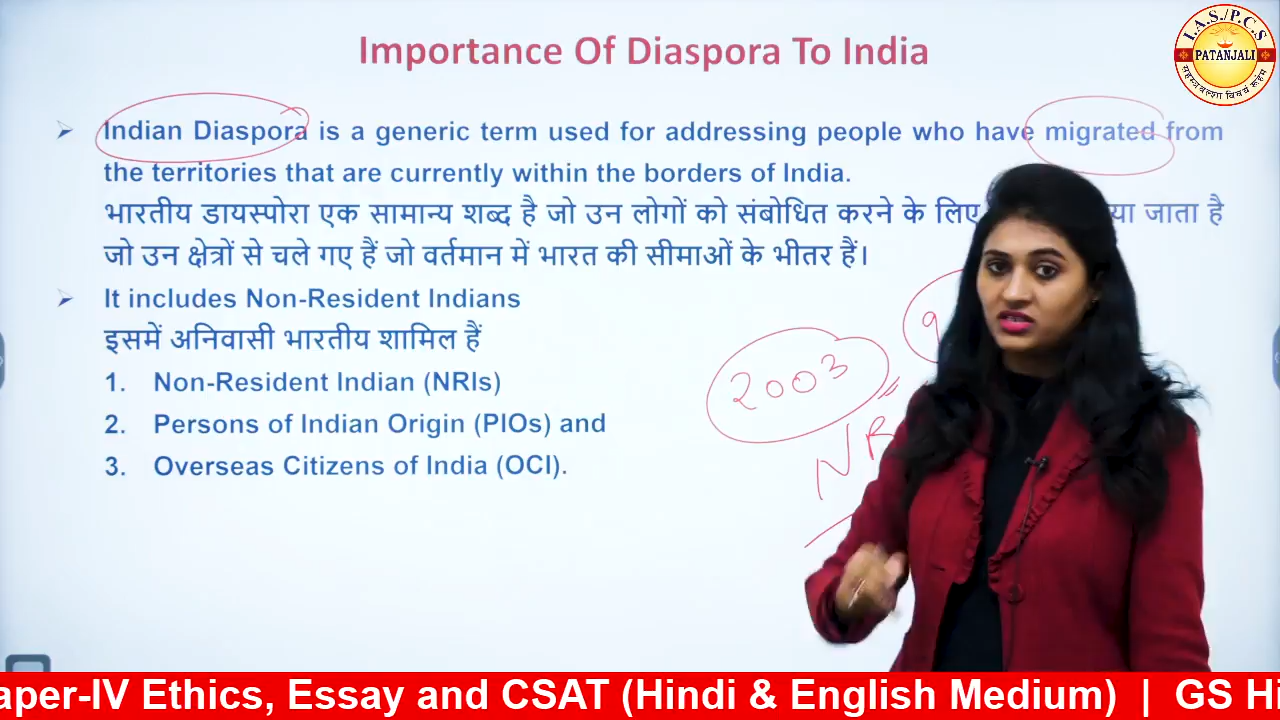 Importance Of Diaspora To India
I.A.S./P.C.S
PATANJALI
➢ Indian Diaspora is a generic term used for addressing people who have migrated from
the territories that are currently within the borders of India.
भारतीय डायस्पोरा एक सामान्य शब्द है जो उन लोगों को संबोधित करने के लिए या जाता है
जो उन क्षेत्रों से चले गए हैं जो वर्तमान में भारत की सीमाओं के भीतर हैं।
➢ It includes Non-Resident Indians
इसमें अनिवासी भारतीय शामिल हैं
1. Non-Resident Indian (NRIs)
2. Persons of Indian Origin (PIOs) and
3. Overseas Citizens of India (OCI).
9
2003
NR
aper-IV Ethics, Essay and CSAT (Hindi & English Medium) | GS Hi